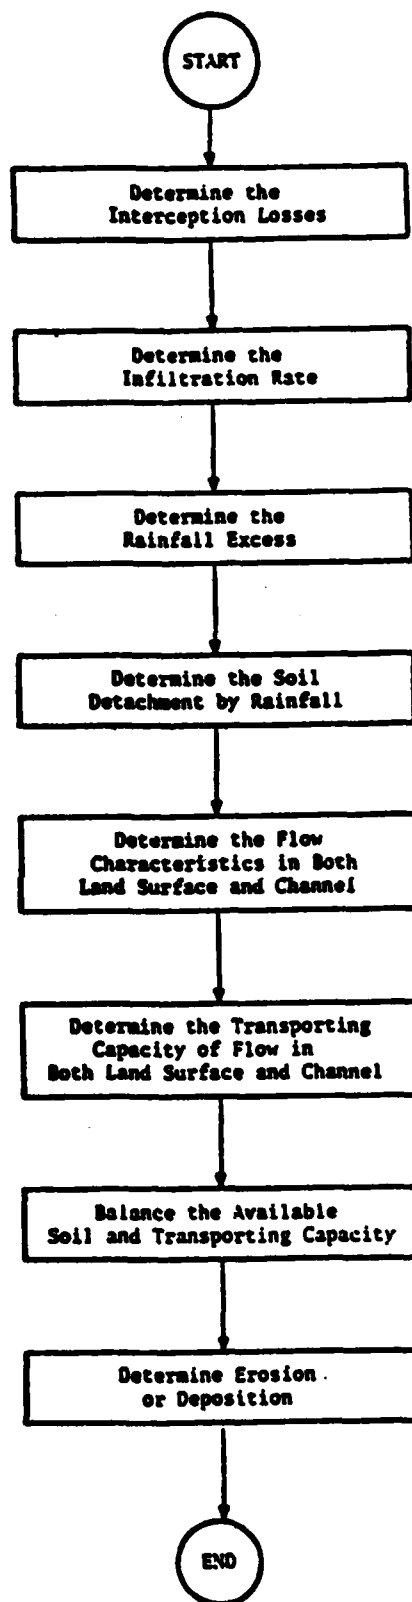 START
Determine the
Interception Losses
Determine the
Infiltration Rate
Determine the
Rainfall Excess
Determine the Soil
Detachment by Rainfall
Determine the Flow
Characteristics in Both
Land Surface and Channel
Determine the Transporting
Capacity of Flow in
Both Land Surface and Channel
Balance the Available
Soil and Transporting Capacity
Determine Erosion
or Deposition
END